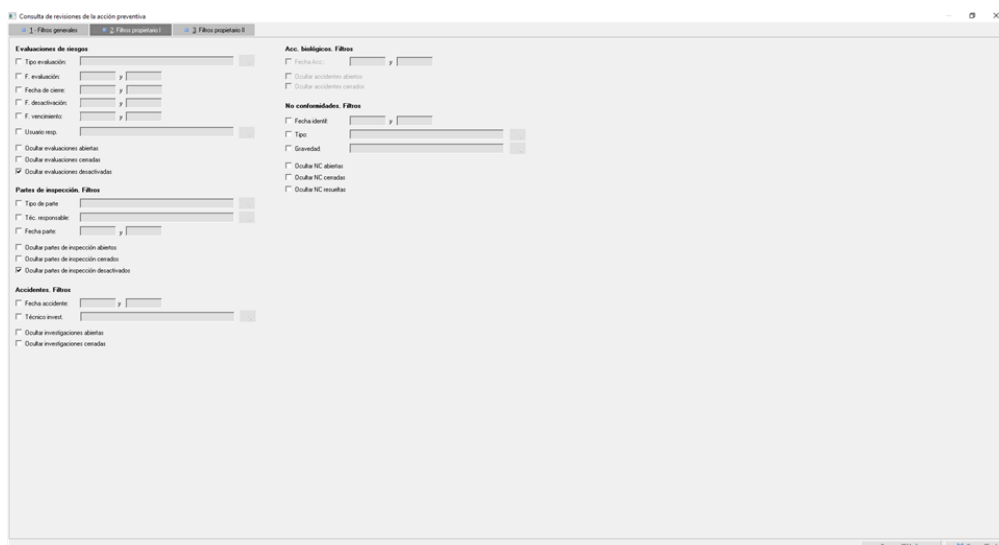 Consulta de revisiones de la acción preventiva
1 - Filtros generales
2. Filtros propietario I
3. Filtros propietario II
Evaluaciones de riesgos
Tipo evaluación:
F. evaluación: y
Fecha de cierre: y
F. desactivación: y
F. vencimiento: y
Usuario resp.
Ocultar evaluaciones abiertas
Ocultar evaluaciones cerradas
Ocultar evaluaciones desactivadas
Partes de inspección. Filtros
Tipo de parte
Téc. responsable:
Fecha parte: y
Ocultar partes de inspección abiertos
Ocultar partes de inspección cerrados
Ocultar partes de inspección desactivados
Accidentes. Filtros
Fecha accidente: y
Técnico invest.
Ocultar investigaciones abiertas
Ocultar investigaciones cerradas
Acc. biológicos. Filtros
Fecha Acc.: y
Ocultar accidentes abiertos
Ocultar accidentes cerrados
No conformidades. Filtros
Fecha identif: y
Tipo:
Gravedad:
Ocultar NC abiertas
Ocultar NC cerradas
Ocultar NC resueltas